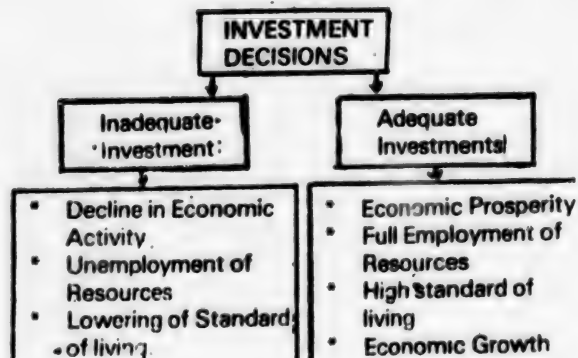 INVESTMENT
DECISIONS
Inadequate
Investment
Adequate
Investments
* Decline in Economic
Activity
* Unemployment of
Resources
* Lowering of Standard
of living.
* Economic Prosperity
* Full Employment of
Resources
* High standard of
living
* Economic Growth